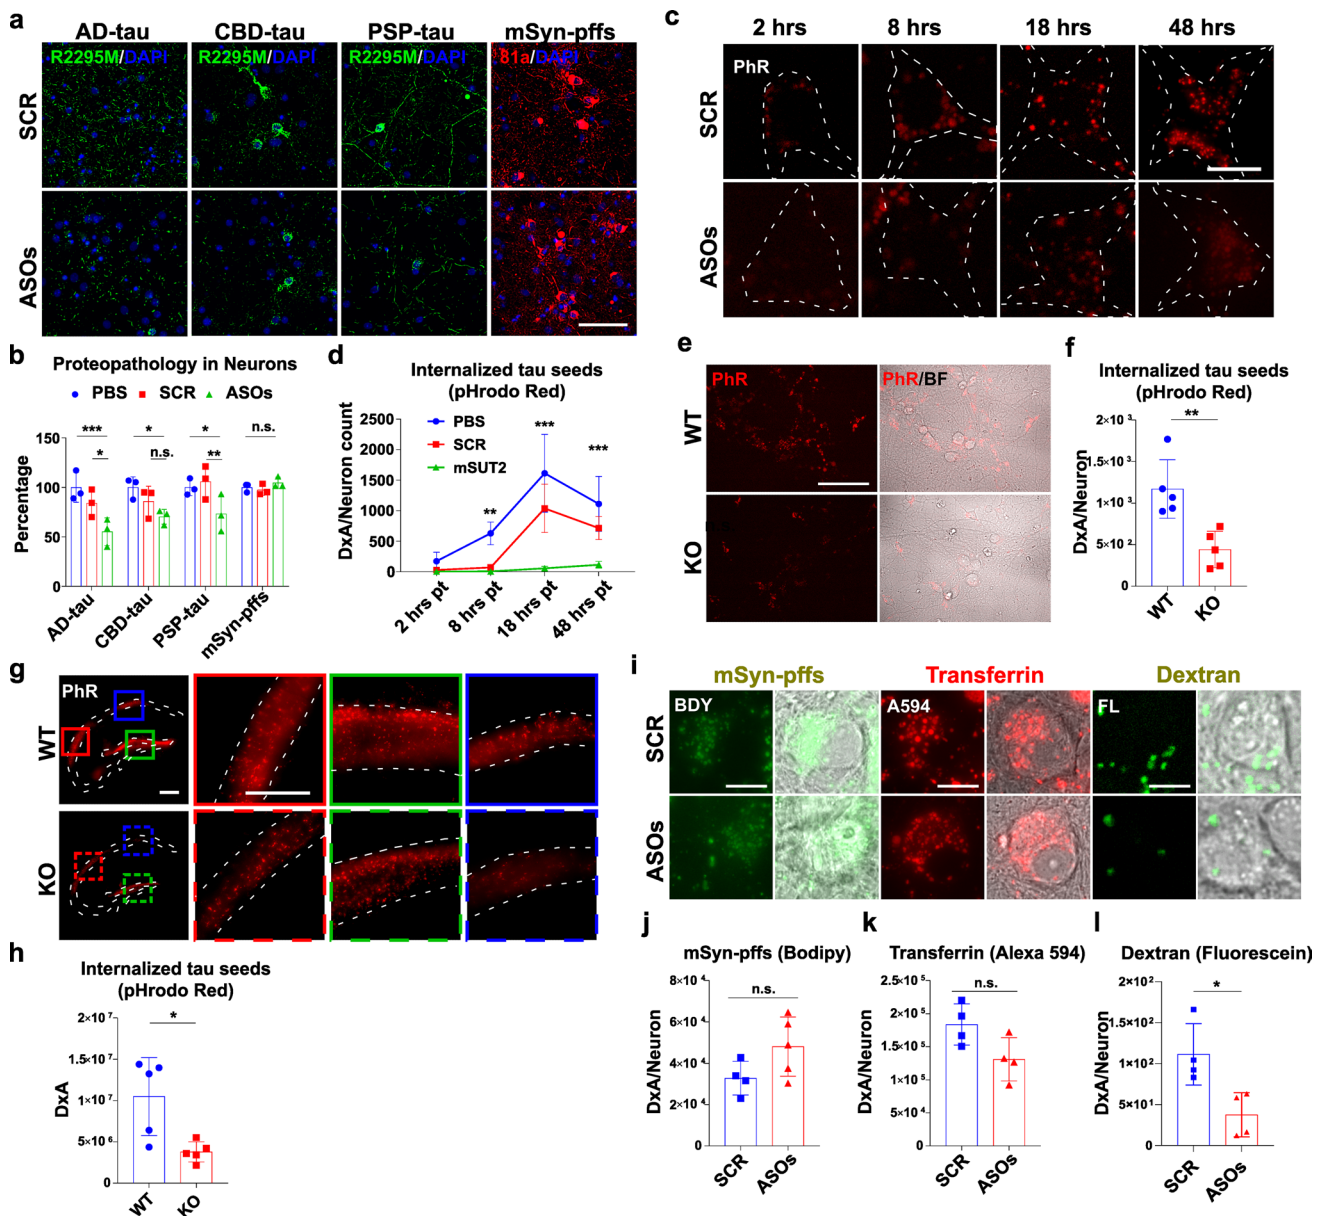 a
AD-tau CBD-tau PSP-tau mSyn-pffs
R2295M/DAPI R2295M/DAPI R2295M/DAPI 81a/DAPI
SCR
ASOs
b
Proteopathology in Neurons
PBS SCR ASOs
*** * * n.s.
* n.s. **
150
100
50
0
Percentage
AD-tau CBD-tau PSP-tau mSyn-pffs
c
2 hrs 8 hrs 18 hrs 48 hrs
PhR
SCR
ASOs
d
Internalized tau seeds
(pHrodo Red)
PBS
SCR
mSUT2
2500
2000
1500
1000
500
0
DxA/Neuron count
** *** ***
2 hrs pt 8 hrs pt 18 hrs pt 48 hrs pt
e
PhR PhR/BF
WT
KO
f
Internalized tau seeds
(pHrodo Red)
**
2×10³
1×10³
1×10³
5×10²
0
DxA/Neuron
WT KO
g
PhR
WT
KO
h
Internalized tau seeds
(pHrodo Red)
*
2×10⁷
1×10⁷
1×10⁷
5×10⁶
0
DxA
WT KO
i
mSyn-pffs Transferrin Dextran
BDY A594 FL
SCR
ASOs
j
mSyn-pffs (Bodipy)
n.s.
8×10⁴
6×10⁴
4×10⁴
2×10⁴
0
DxA/Neuron
SCR ASOs
k
Transferrin (Alexa 594)
n.s.
2×10⁵
2×10⁵
1×10⁵
5×10⁴
0
DxA/Neuron
SCR ASOs
l
Dextran (Fluorescein)
*
2×10²
1×10²
5×10¹
0
DxA/Neuron
SCR ASOs